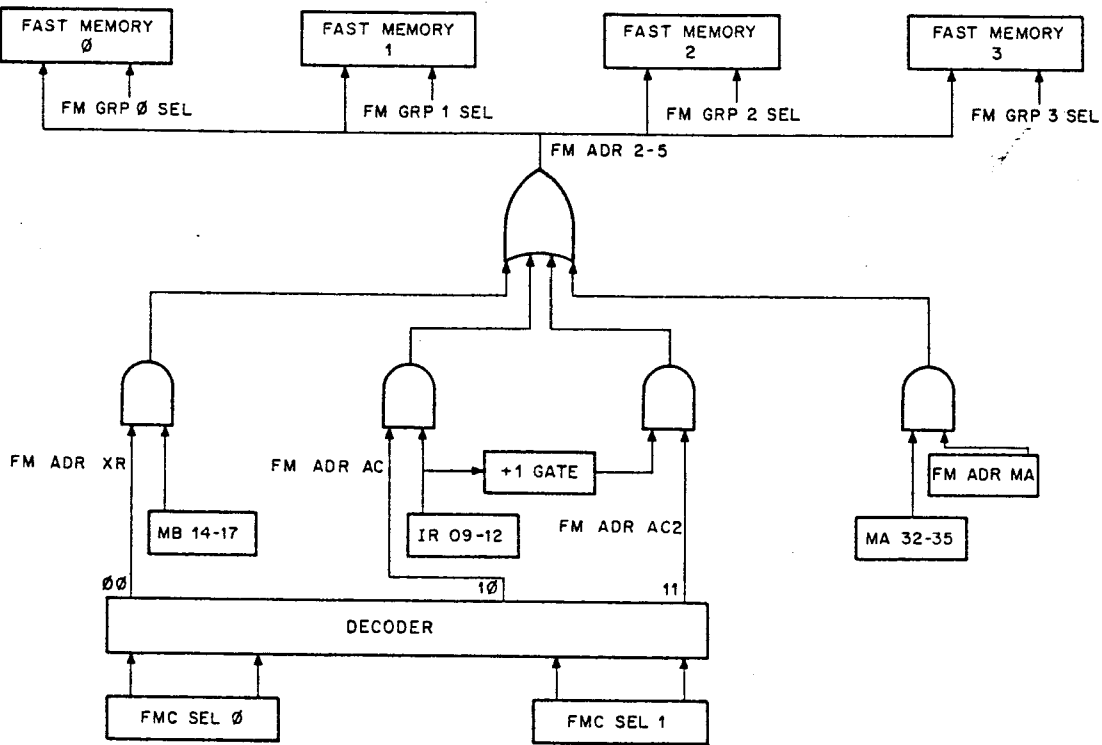 FAST MEMORY
Ø
FAST MEMORY
1
FAST MEMORY
2
FAST MEMORY
3
FM GRP Ø SEL
FM GRP 1 SEL
FM GRP 2 SEL
FM GRP 3 SEL
FM ADR 2-5
FM ADR XR
FM ADR AC
+1 GATE
FM ADR MA
MB 14-17
IR 09-12
FM ADR AC2
MA 32-35
ØØ
1Ø
11
DECODER
FMC SEL Ø
FMC SEL 1